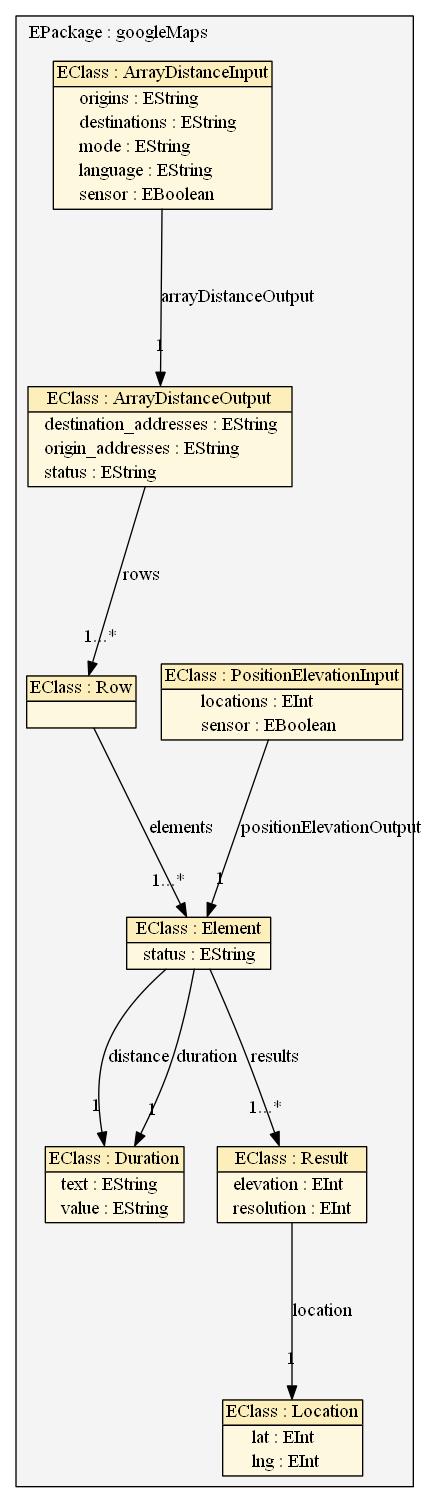 EPackage : googleMaps
EClass : ArrayDistanceInput
origins : EString
destinations : EString
mode : EString
language : EString
sensor : EBoolean
arrayDistanceOutput
1
EClass : ArrayDistanceOutput
destination_addresses : EString
origin_addresses : EString
status : EString
rows
1...*
EClass : Row
EClass : PositionElevationInput
locations : EInt
sensor : EBoolean
elements
positionElevationOutput
1...*
1
EClass : Element
status : EString
distance
duration
results
1
1
1...*
EClass : Duration
text : EString
value : EString
EClass : Result
elevation : EInt
resolution : EInt
location
1
EClass : Location
lat : EInt
lng : EInt